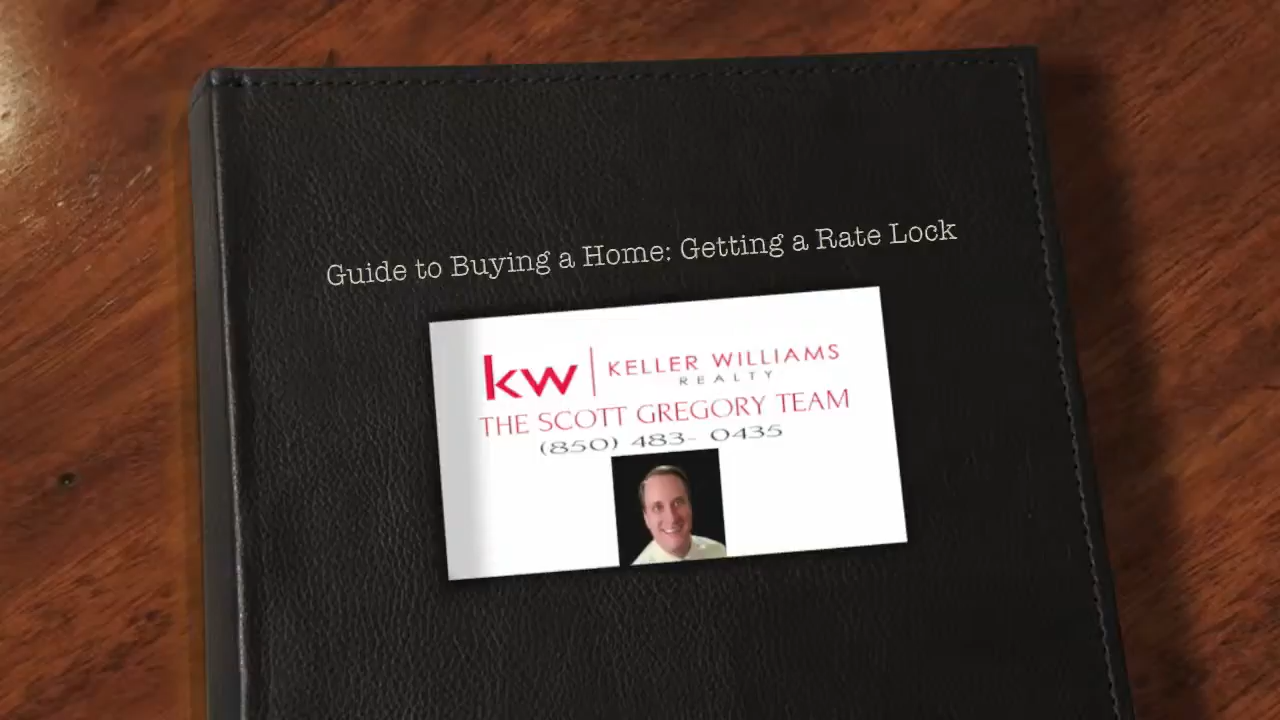 Guide to Buying a Home: Getting a Rate Lock
kw KELLER WILLIAMS
REALTY
THE SCOTT GREGORY TEAM
(850) 483- 0435